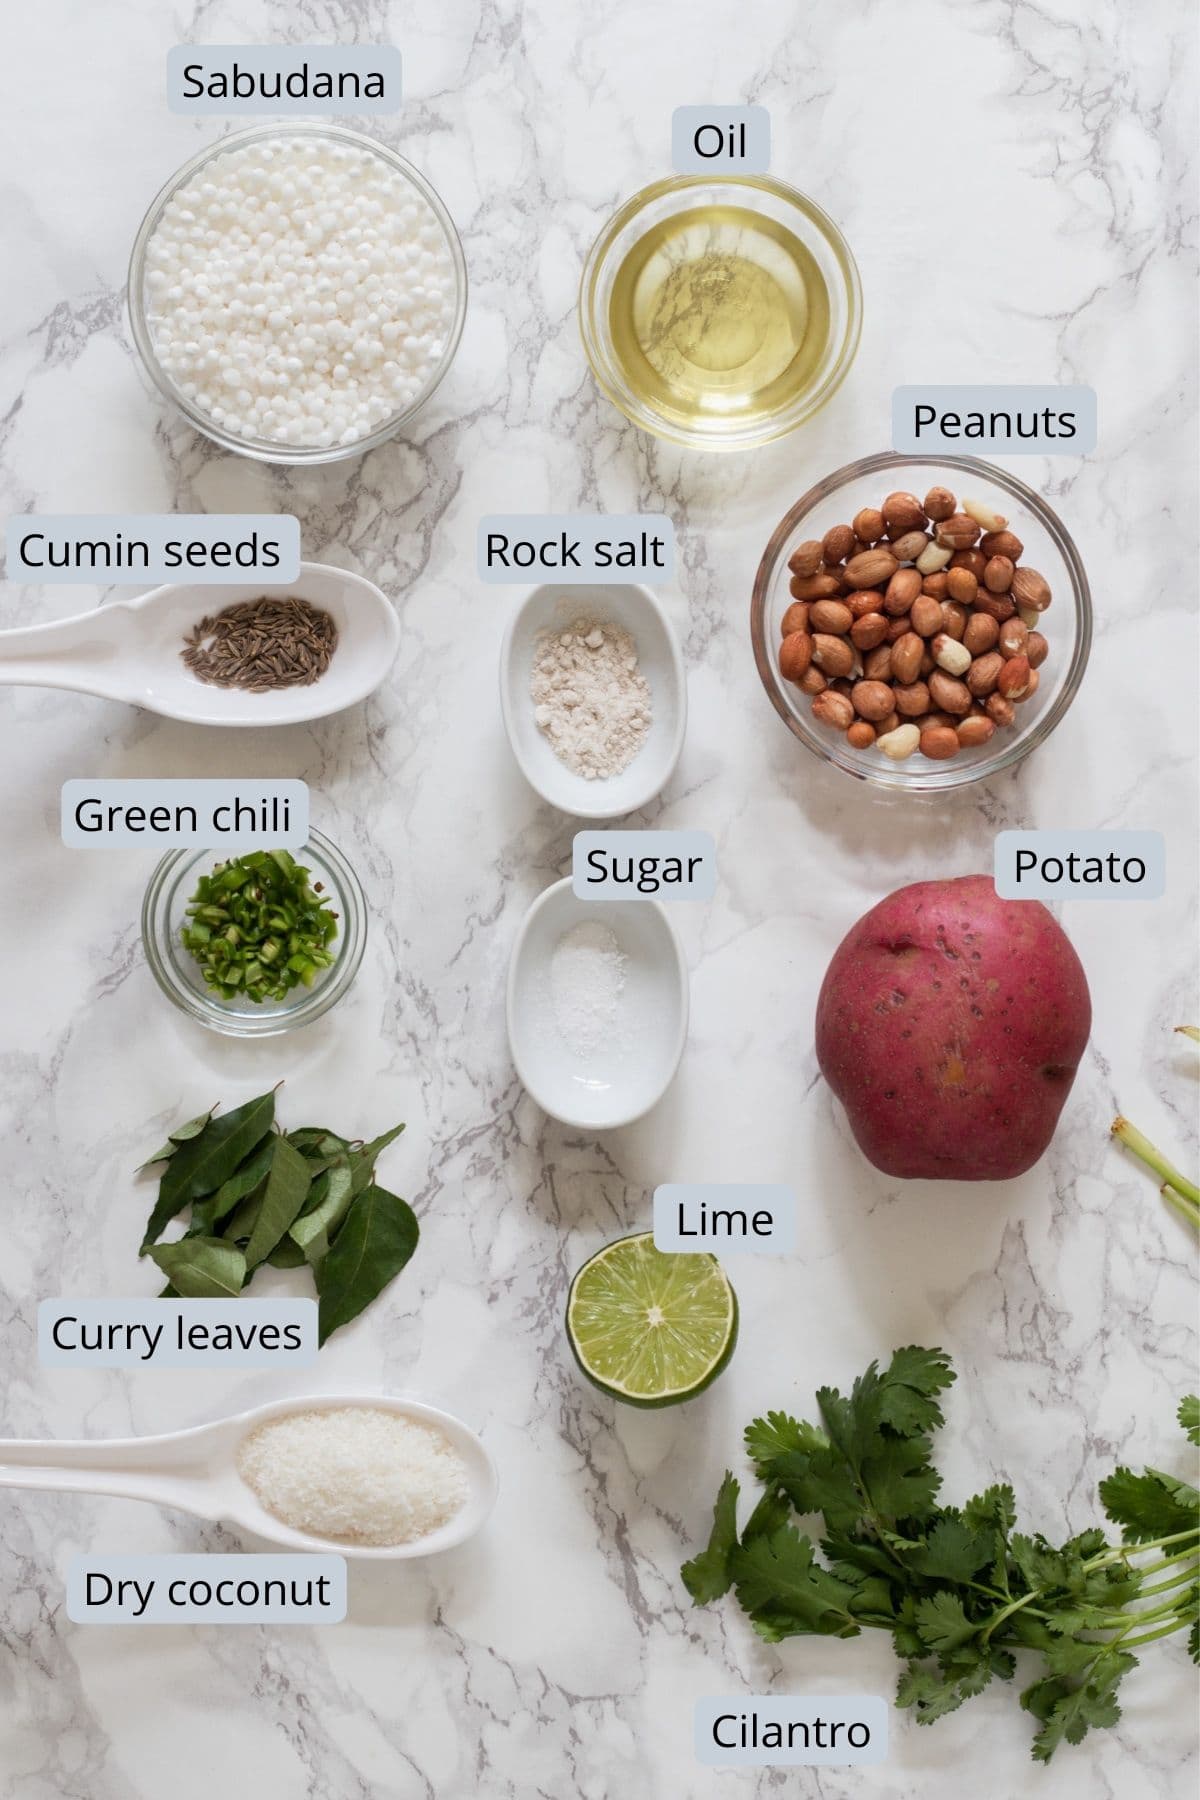 Sabudana
Oil
Peanuts
Cumin seeds
Rock salt
Green chili
Sugar
Potato
Lime
Curry leaves
Dry coconut
Cilantro